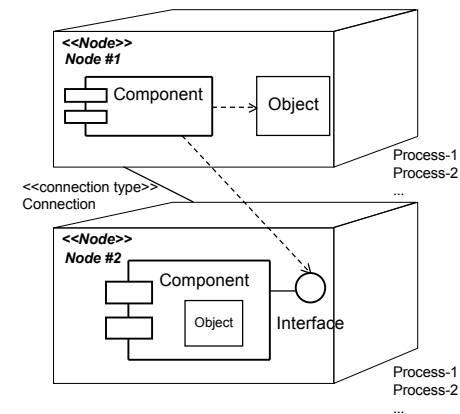 <<Node>>
Node #1
Component
Object
Process-1
Process-2
...
<<connection type>>
Connection
<<Node>>
Node #2
Component
Object
Interface
Process-1
Process-2
...